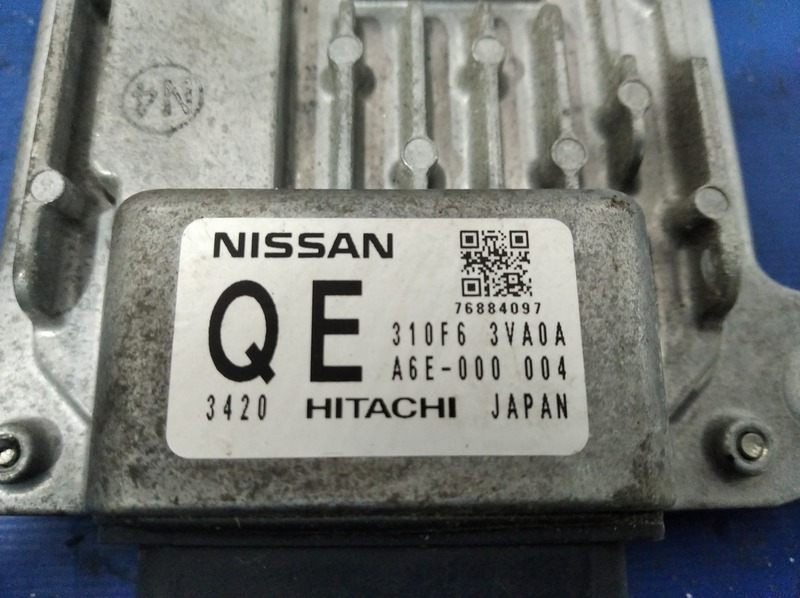 N4
NISSAN
76884097
QE
310F6 3VA0A
A6E-000 004
3420 HITACHI JAPAN